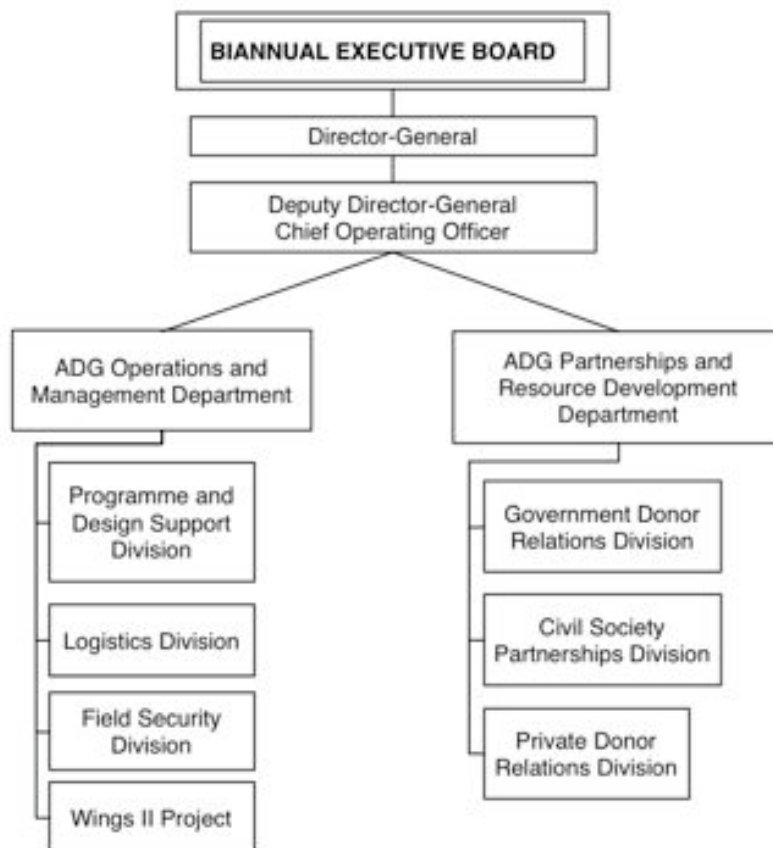 BIANNUAL EXECUTIVE BOARD
Director-General
Deputy Director-General
Chief Operating Officer
ADG Operations and
Management Department
Programme and
Design Support
Division
Logistics Division
Field Security
Division
Wings II Project
ADG Partnerships and
Resource Development
Department
Government Donor
Relations Division
Civil Society
Partnerships Division
Private Donor
Relations Division